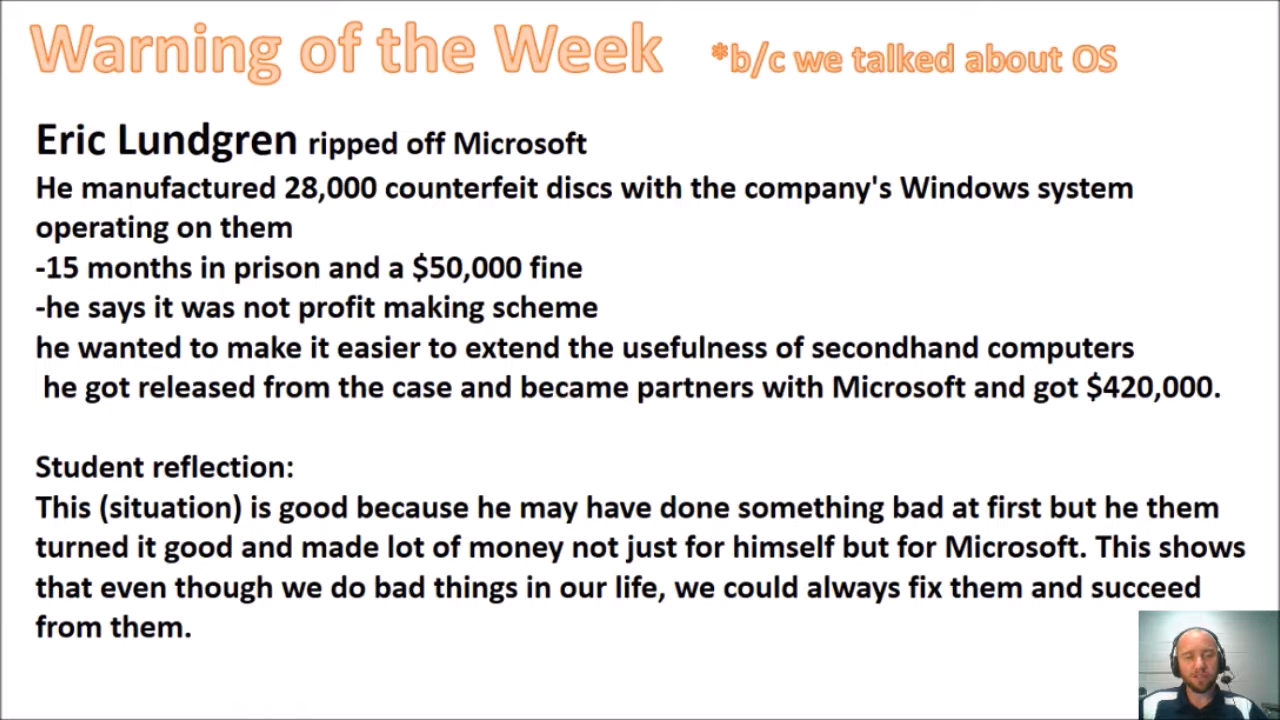 Warning of the Week *b/c we talked about OS
Eric Lundgren ripped off Microsoft
He manufactured 28,000 counterfeit discs with the company's Windows system
operating on them
-15 months in prison and a $50,000 fine
-he says it was not profit making scheme
he wanted to make it easier to extend the usefulness of secondhand computers
he got released from the case and became partners with Microsoft and got $420,000.
Student reflection:
This (situation) is good because he may have done something bad at first but he them
turned it good and made lot of money not just for himself but for Microsoft. This shows
that even though we do bad things in our life, we could always fix them and succeed
from them.